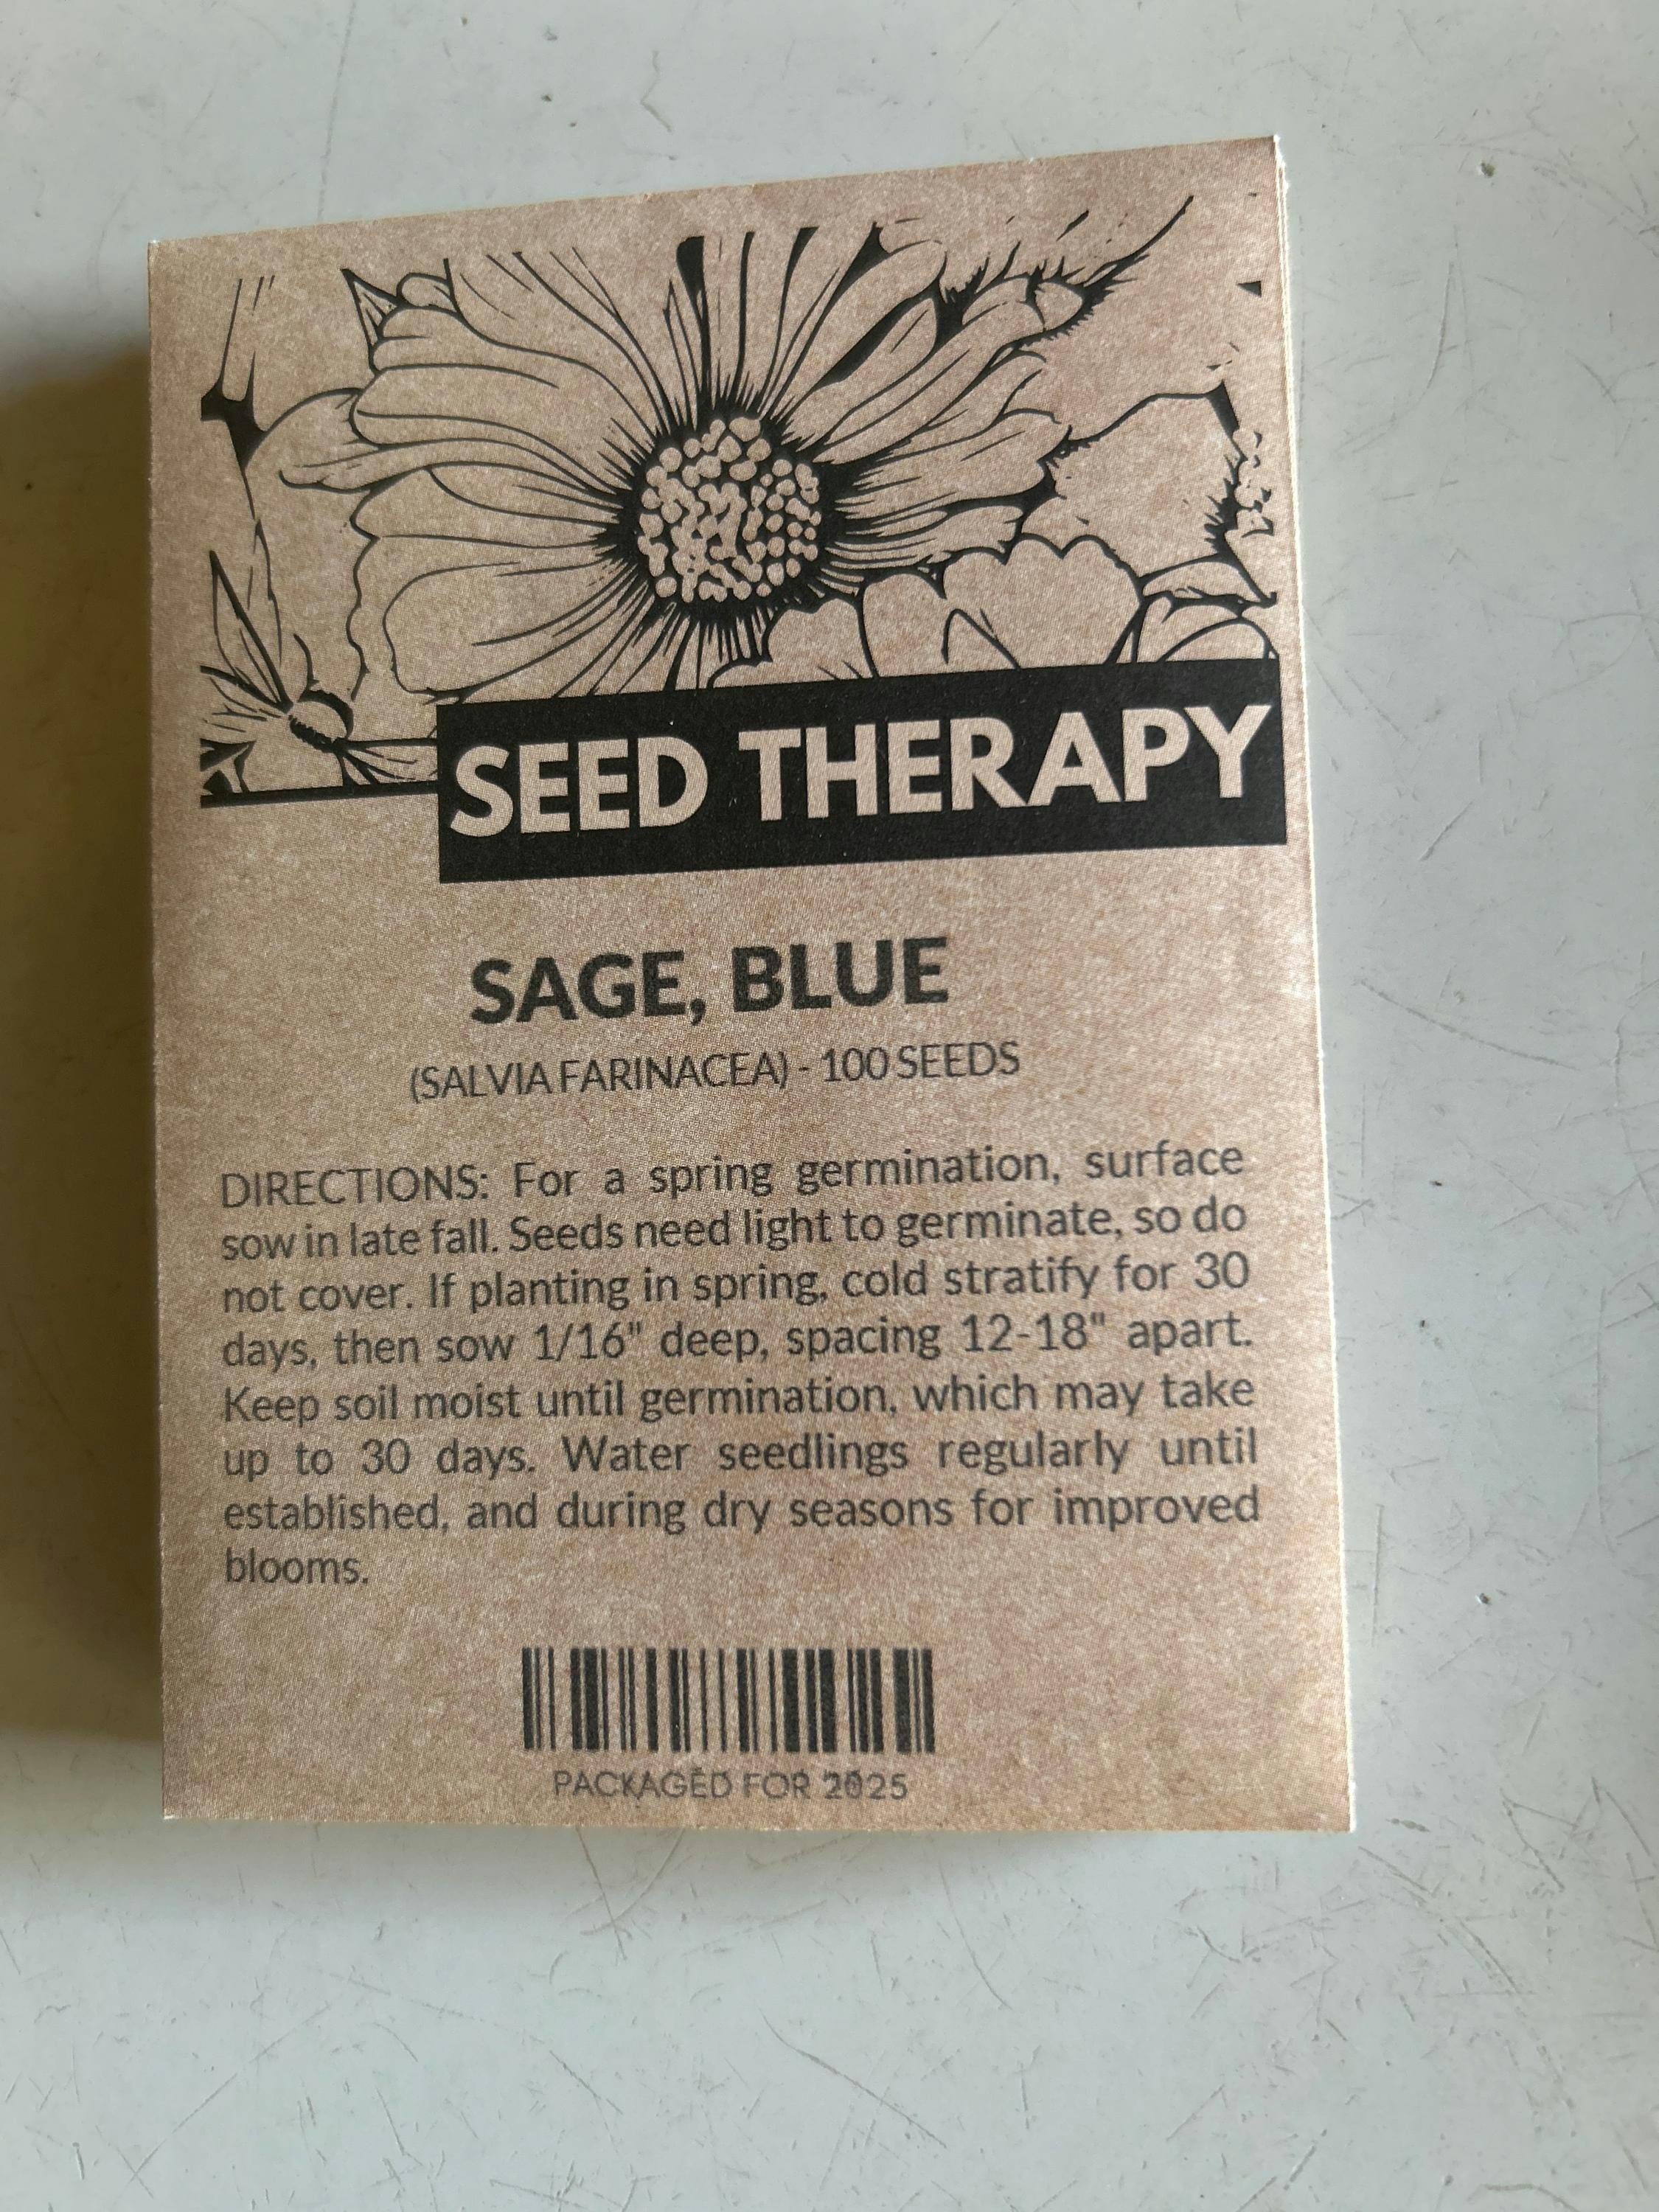 SEED THERAPY
SAGE, BLUE
(SALVIA FARINACEA) - 100 SEEDS
DIRECTIONS: For a spring germination, surface
sow in late fall. Seeds need light to germinate, so do
not cover. If planting in spring, cold stratify for 30
days, then sow 1/16" deep, spacing 12-18" apart.
Keep soil moist until germination, which may take
up to 30 days. Water seedlings regularly until
established, and during dry seasons for improved
blooms.
PACKAGED FOR 2025